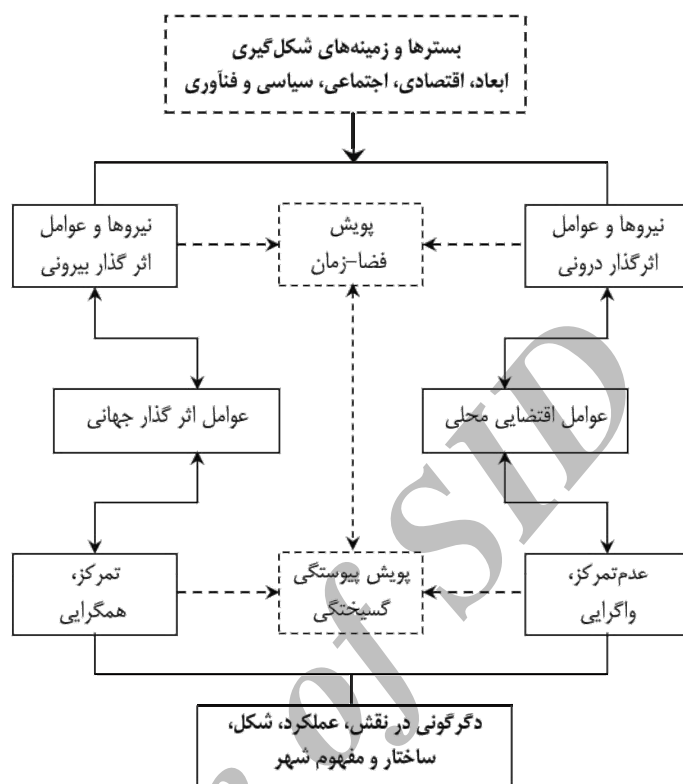 بسترها و زمینه‌های شکل‌گیری
ابعاد، اقتصادی، اجتماعی، سیاسی و فنآوری
نیروها و عوامل
اثرگذار درونی
پویش
فضا-زمان
نیروها و عوامل
اثر گذار بیرونی
عوامل اقتضایی محلی
عوامل اثر گذار جهانی
عدم‌تمرکز،
واگرایی
پویش پیوستگی
گسیختگی
تمرکز،
همگرایی
دگرگونی در نقش، عملکرد، شکل،
ساختار و مفهوم شهر
of SID